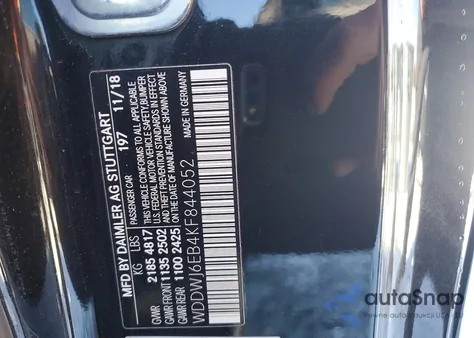 MFD BY DAIMLER AG STUTTGART
PASSENGER CAR 197 11/18
KG LBS
GVWR 2185 4817
GAWR FRONT 1135 2502
GAWR REAR 1100 2425
THIS VEHICLE CONFORMS TO ALL APPLICABLE
U.S. FEDERAL MOTOR VEHICLE SAFETY, BUMPER
AND THEFT PREVENTION STANDARDS IN EFFECT
ON THE DATE OF MANUFACTURE SHOWN ABOVE
WDDWJ6EB4KF844052
MADE IN GERMANY
autoSnap